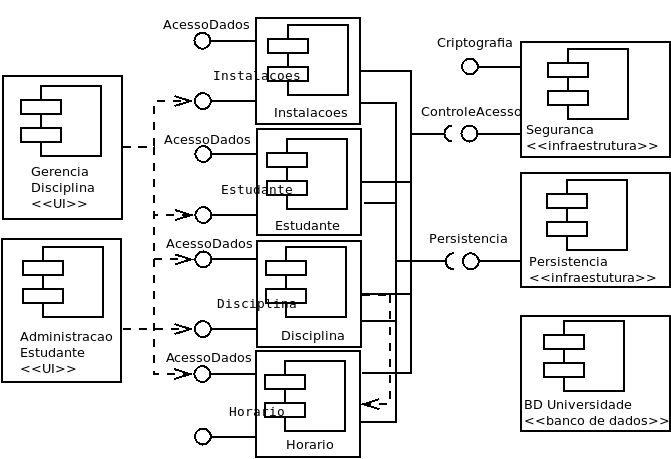 AcessoDados
Instalacoes
Instalacoes
AcessoDados
Estudante
Estudante
AcessoDados
Disciplina
Disciplina
AcessoDados
Horario
Horario
Gerencia
Disciplina
<<UI>>
Administracao
Estudante
<<UI>>
Criptografia
ControleAcesso
Seguranca
<<infraestrutura>>
Persistencia
Persistencia
<<infraestutura>>
BD Universidade
<<banco de dados>>